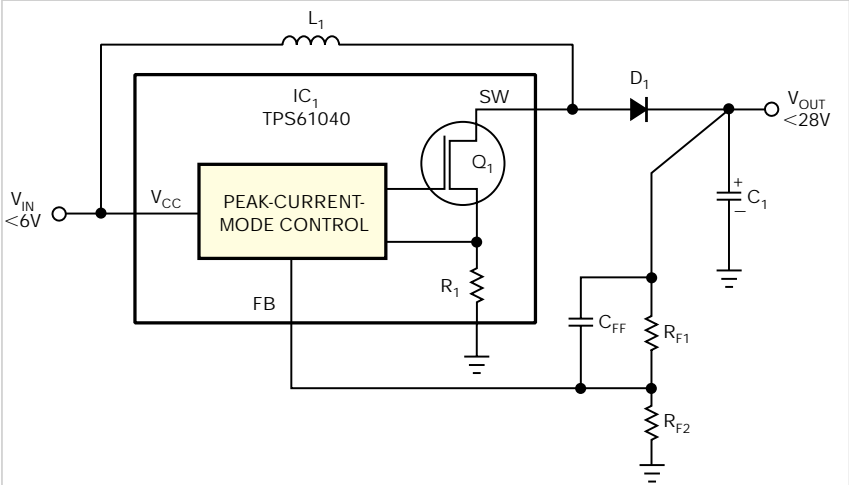 L1
IC1
TPS61040
SW
D1
VOUT
<28V
Q1
VIN
<6V
VCC
PEAK-CURRENT-
MODE CONTROL
+
C1
–
R1
FB
CFF
RF1
RF2